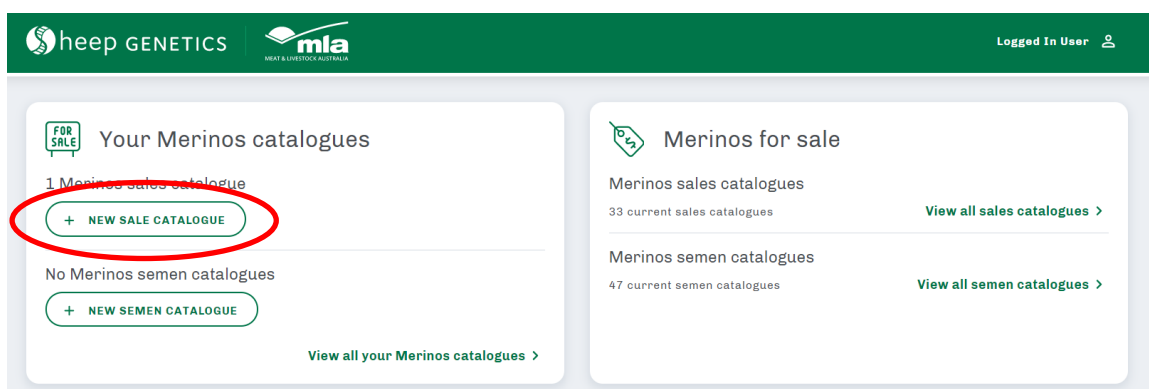 Sheep GENETICS
mla
MEAT & LIVESTOCK AUSTRALIA
Logged In User
FOR SALE
Your Merinos catalogues
1 Merinos sales catalogue
+ NEW SALE CATALOGUE
No Merinos semen catalogues
+ NEW SEMEN CATALOGUE
View all your Merinos catalogues >
Merinos for sale
Merinos sales catalogues
33 current sales catalogues
View all sales catalogues >
Merinos semen catalogues
47 current semen catalogues
View all semen catalogues >